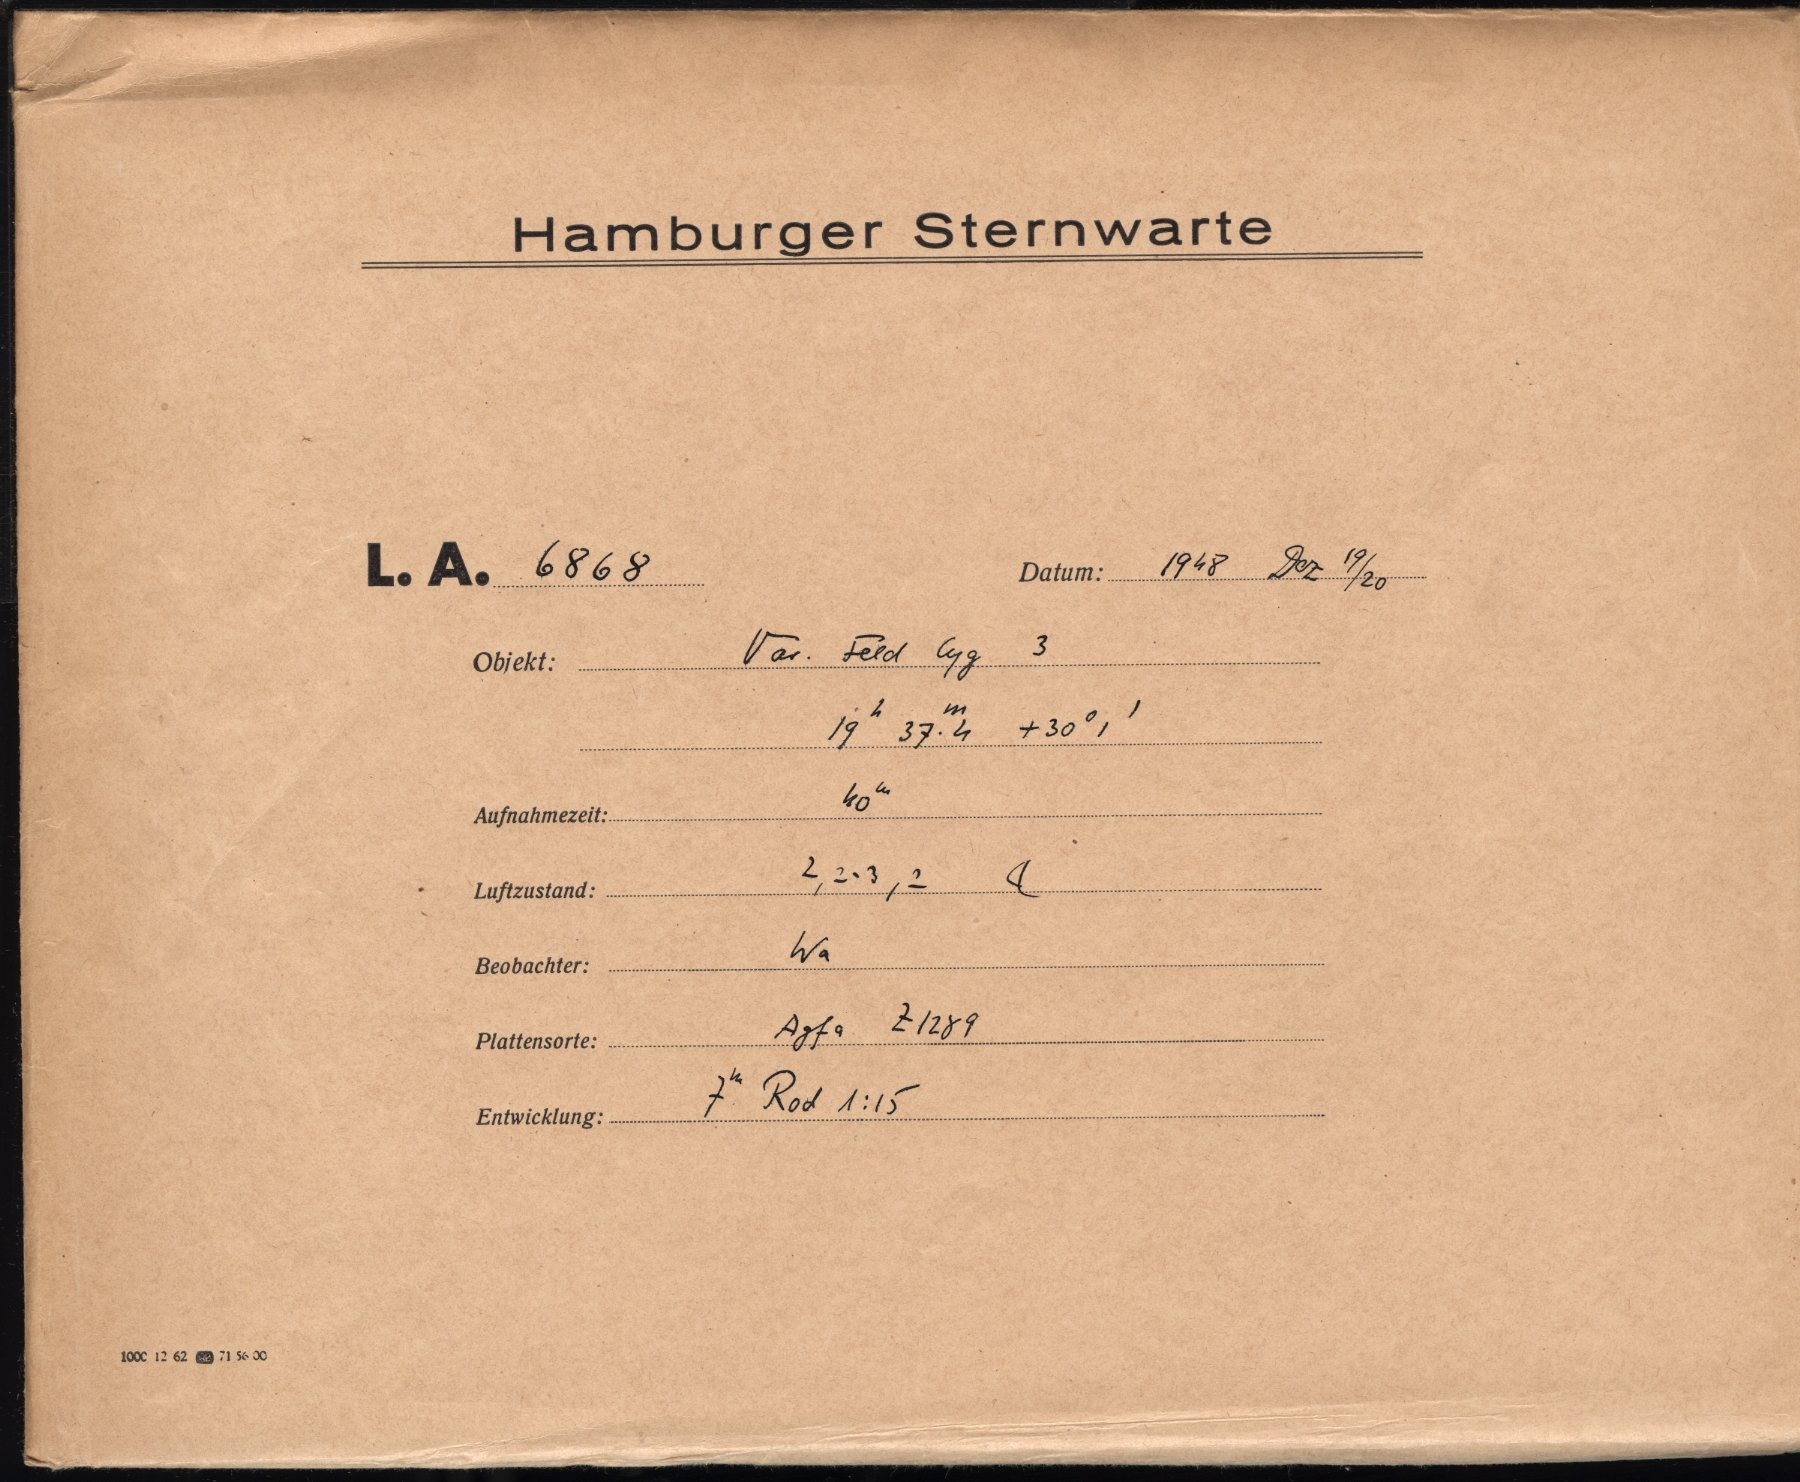 Hamburger Sternwarte
L. A. 6868 Datum: 1948 Dez 19/20
Objekt: Var. Feld Cyg 3
19ʰ 37.ᵐ4 +30° 1'
Aufnahmezeit: 40ᵐ
Luftzustand: 2, 2-3, 2 ☾
Beobachter: Wa
Plattensorte: Agfa Z1289
Entwicklung: 7ᵐ Rod 1:15
1000 12 62 71 56 00